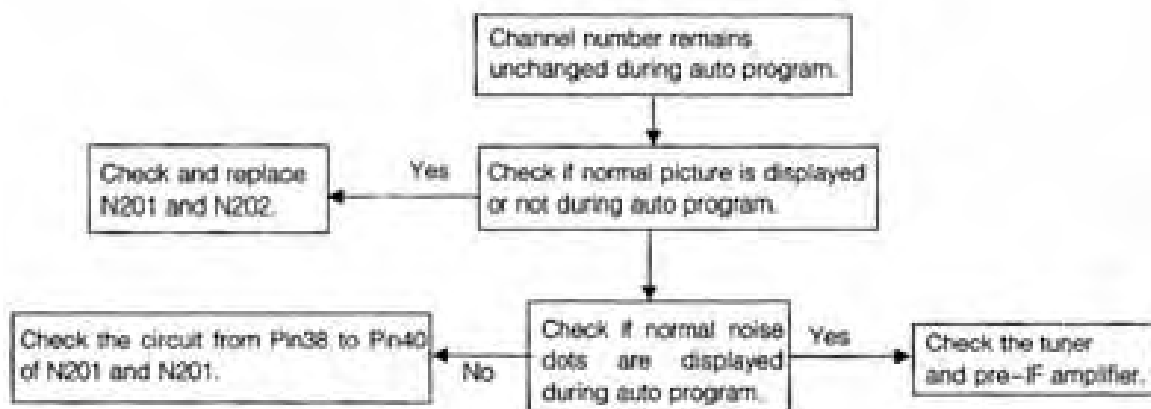 Channel number remains
unchanged during auto program.
Check and replace
N201 and N202.
Yes
Check if normal picture is displayed
or not during auto program.
Check the circuit from Pin38 to Pin40
of N201 and N201.
No
Check if normal noise
dots are displayed
during auto program.
Yes
Check the tuner
and pre-IF amplifier.